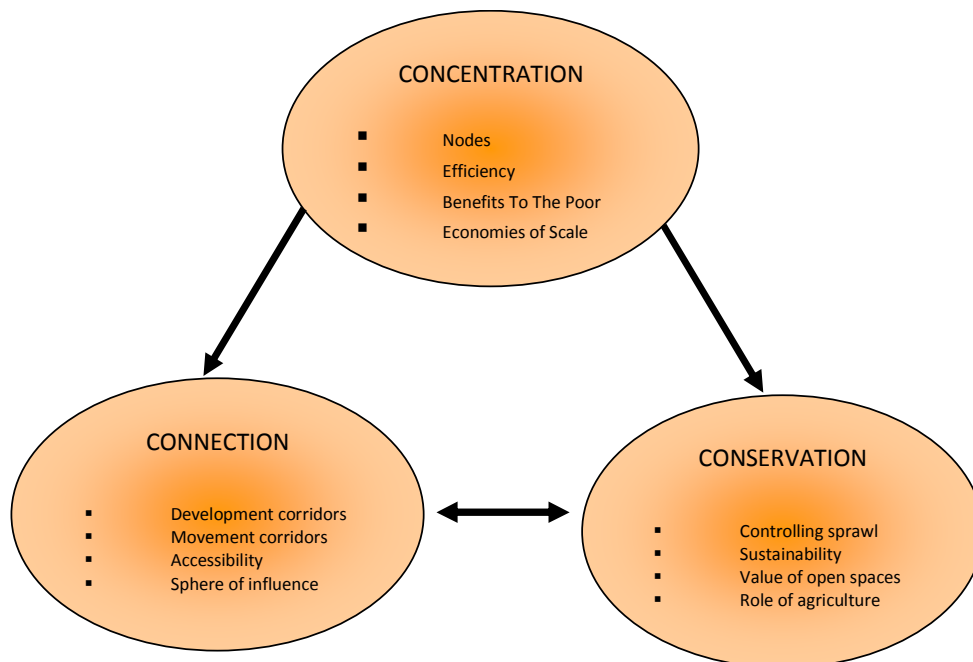 CONCENTRATION
▪ Nodes
▪ Efficiency
▪ Benefits To The Poor
▪ Economies of Scale
CONNECTION
▪ Development corridors
▪ Movement corridors
▪ Accessibility
▪ Sphere of influence
CONSERVATION
▪ Controlling sprawl
▪ Sustainability
▪ Value of open spaces
▪ Role of agriculture